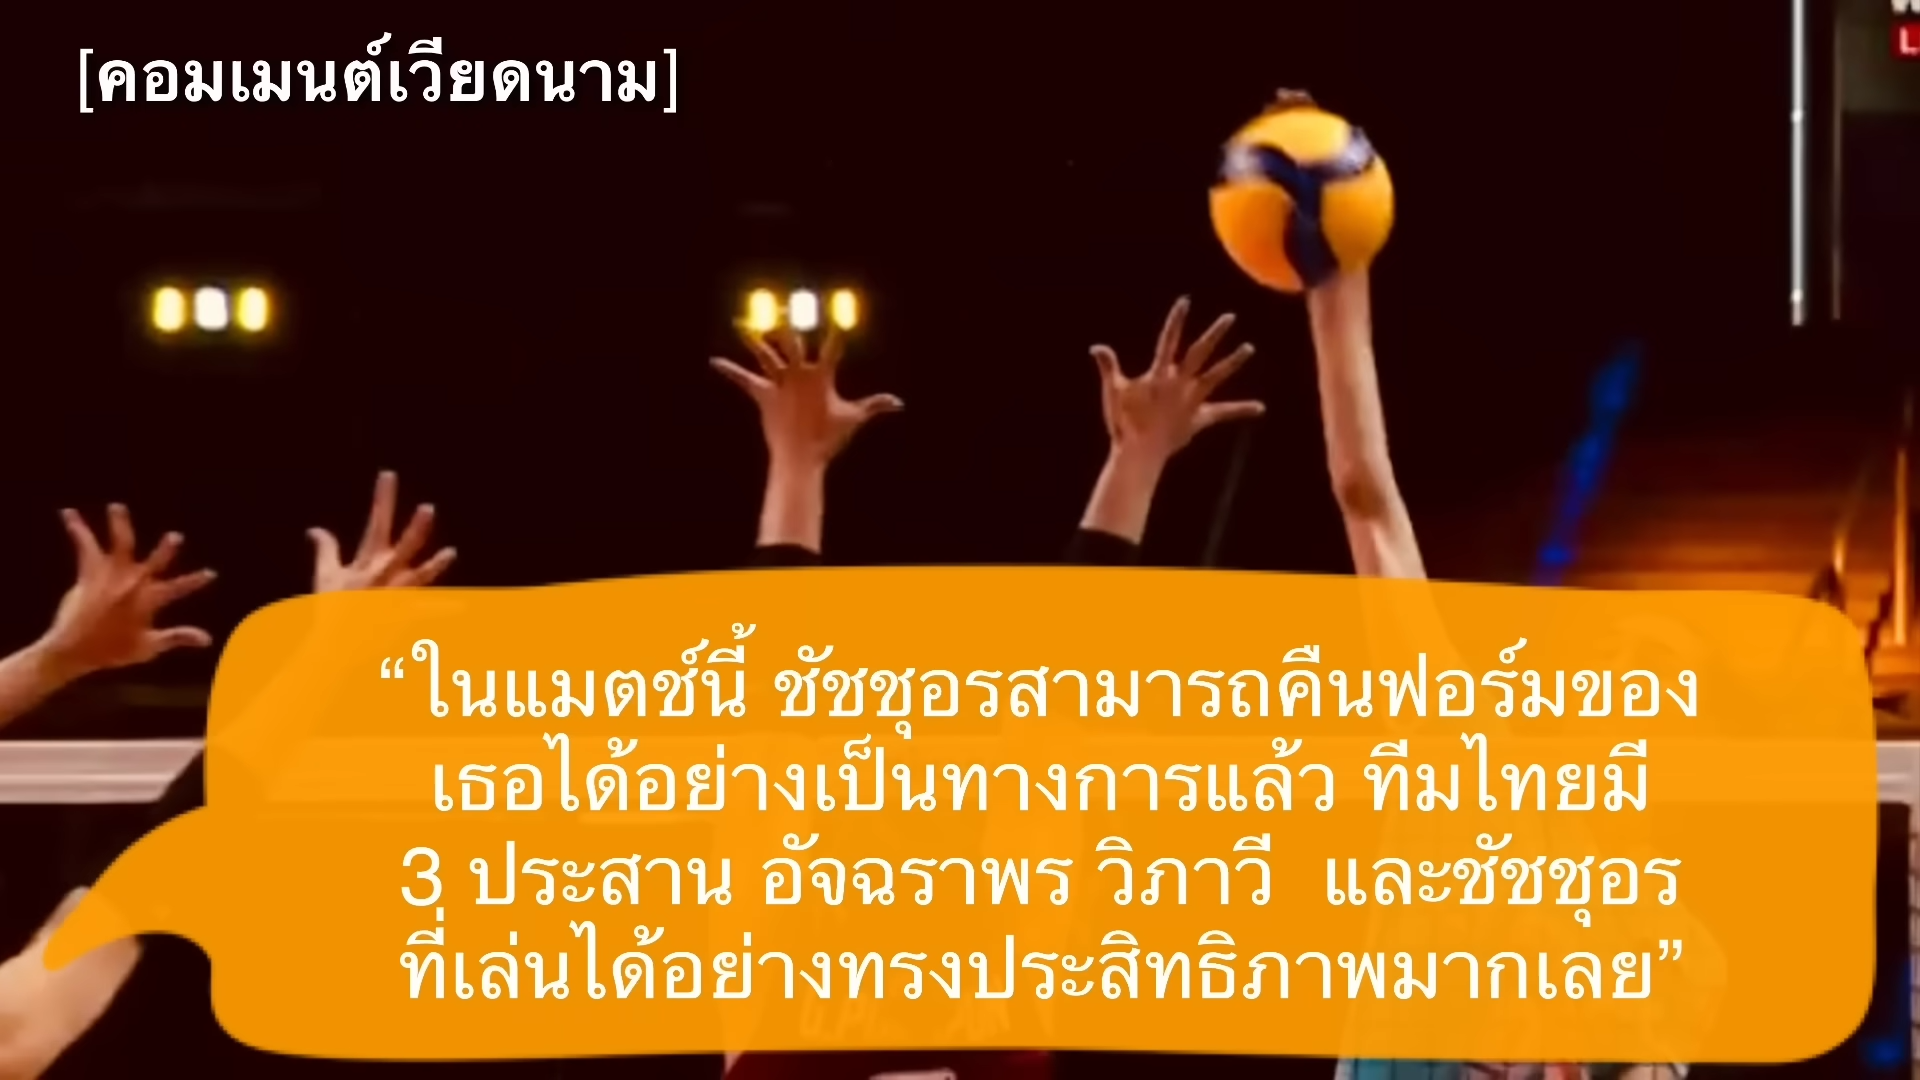 [คอมเมนต์เวียดนาม]
“ในแมตช์นี้ ชัชชุอรสามารถคืนฟอร์มของ
เธอได้อย่างเป็นทางการแล้ว ทีมไทยมี
3 ประสาน อัจฉราพร วิภาวี  และชัชชุอร
ที่เล่นได้อย่างทรงประสิทธิภาพมากเลย”